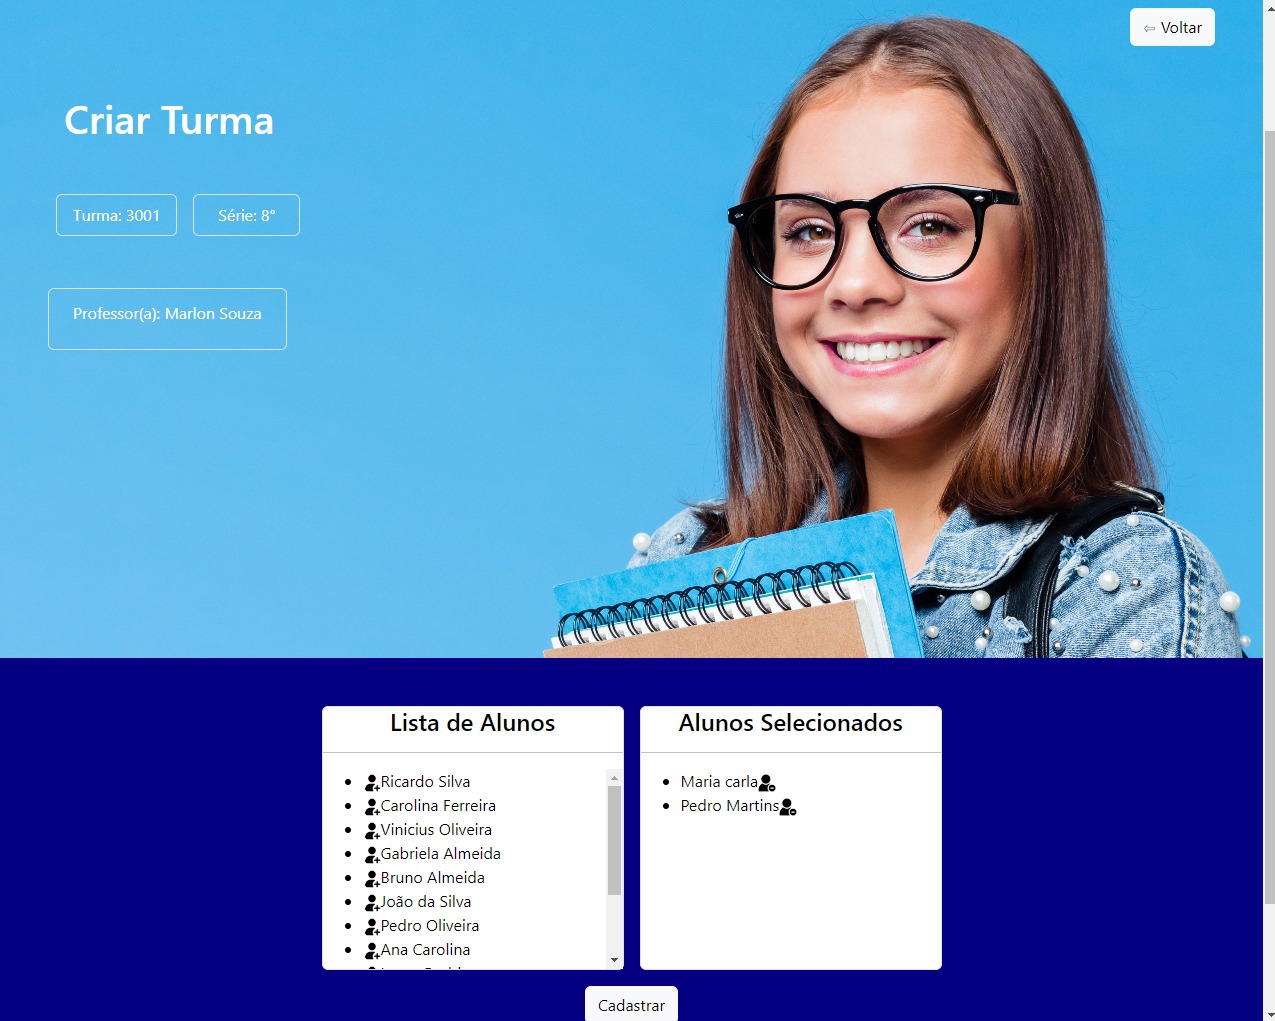 ⇦ Voltar
Criar Turma
Turma: 3001
Série: 8°
Professor(a): Marlon Souza
Lista de Alunos
Ricardo Silva
Carolina Ferreira
Vinicius Oliveira
Gabriela Almeida
Bruno Almeida
João da Silva
Pedro Oliveira
Ana Carolina
Alunos Selecionados
Maria carla
Pedro Martins
Cadastrar